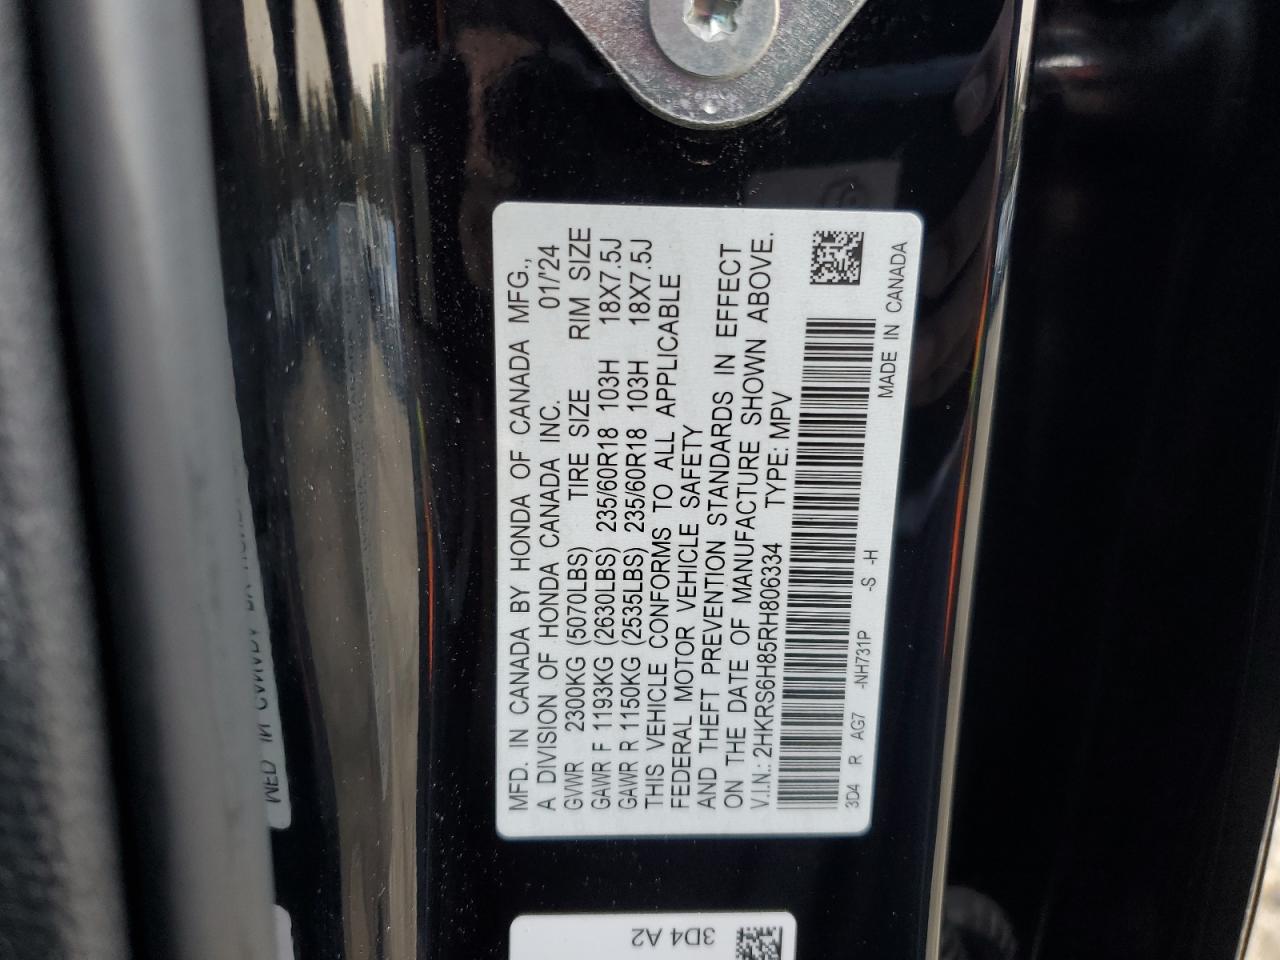 MFD. IN CANADA BY HONDA OF CANADA MFG.,
A DIVISION OF HONDA CANADA INC. 01/'24
GVWR 2300KG (5070LBS) TIRE SIZE RIM SIZE
GAWR F 1193KG (2630LBS) 235/60R18 103H 18X7.5J
GAWR R 1150KG (2535LBS) 235/60R18 103H 18X7.5J
THIS VEHICLE CONFORMS TO ALL APPLICABLE
FEDERAL MOTOR VEHICLE SAFETY
AND THEFT PREVENTION STANDARDS IN EFFECT
ON THE DATE OF MANUFACTURE SHOWN ABOVE.
V.I.N.: 2HKRS6H85RH806334 TYPE: MPV
3D4 R AG7 -NH731P -S -H
MADE IN CANADA
3D4 A2